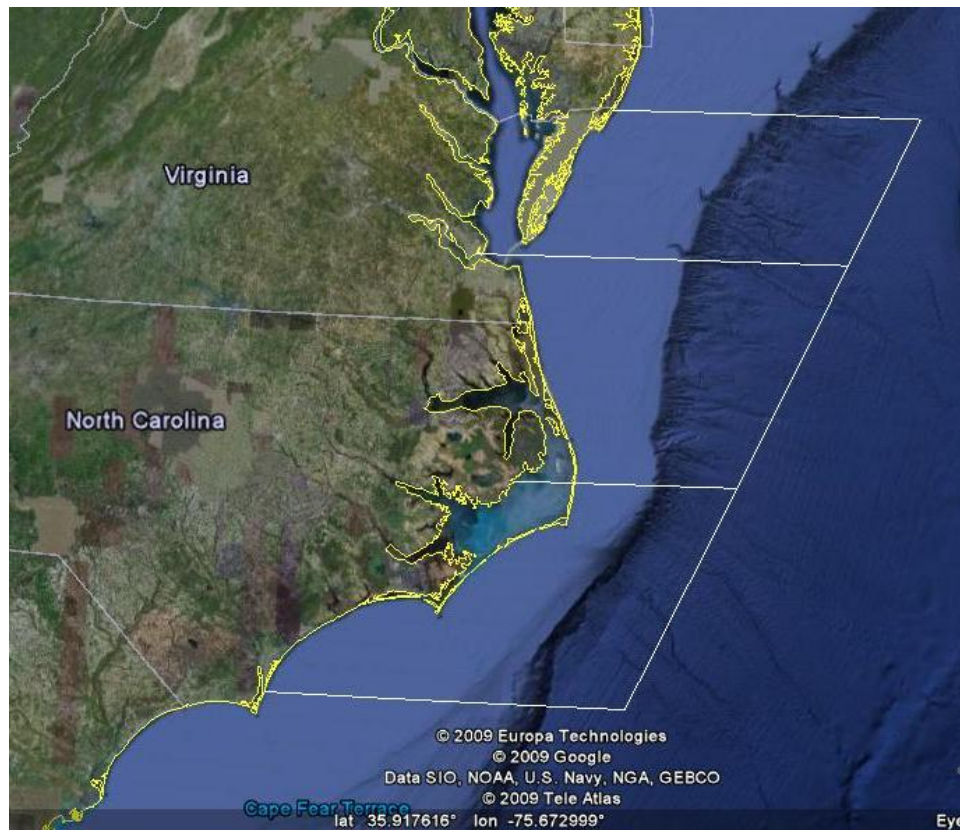 Virginia
North Carolina
© 2009 Europa Technologies
© 2009 Google
Data SIO, NOAA, U.S. Navy, NGA, GEBCO
© 2009 Tele Atlas
Cape Fear Terrace
lat 35.917616° lon -75.672999°
Eye